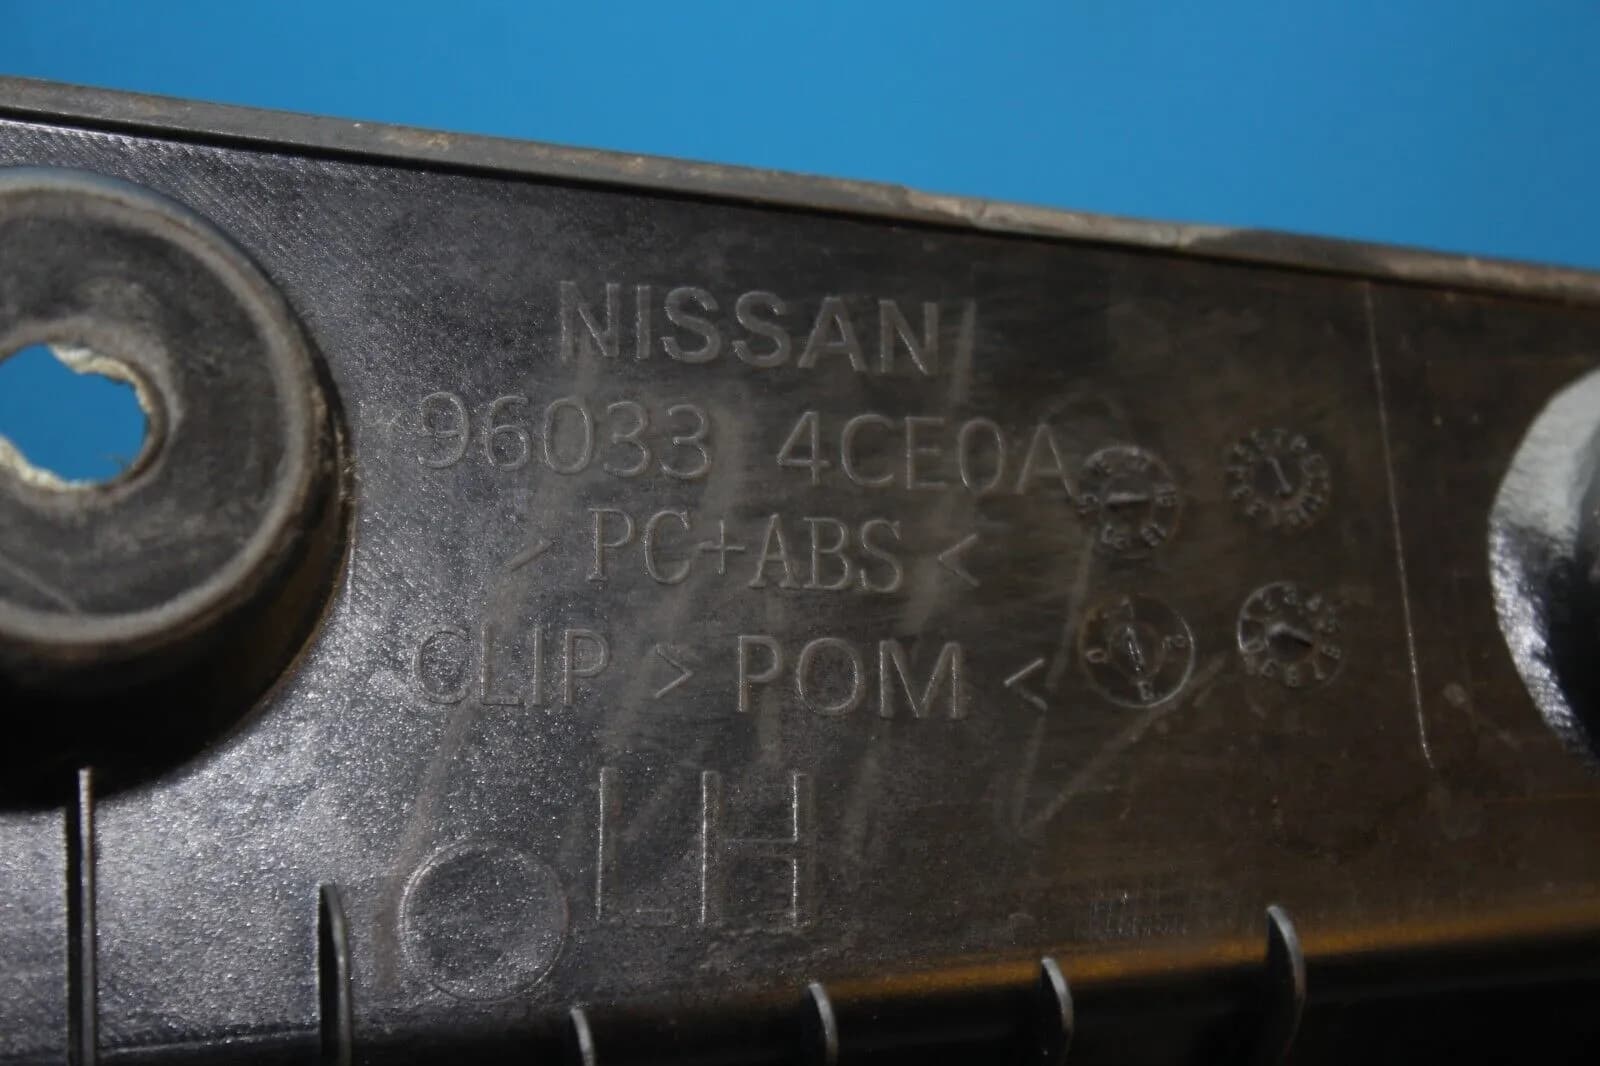 NISSAN
96033 4CE0A
< PC+ABS <
CLIP > POM <
LH